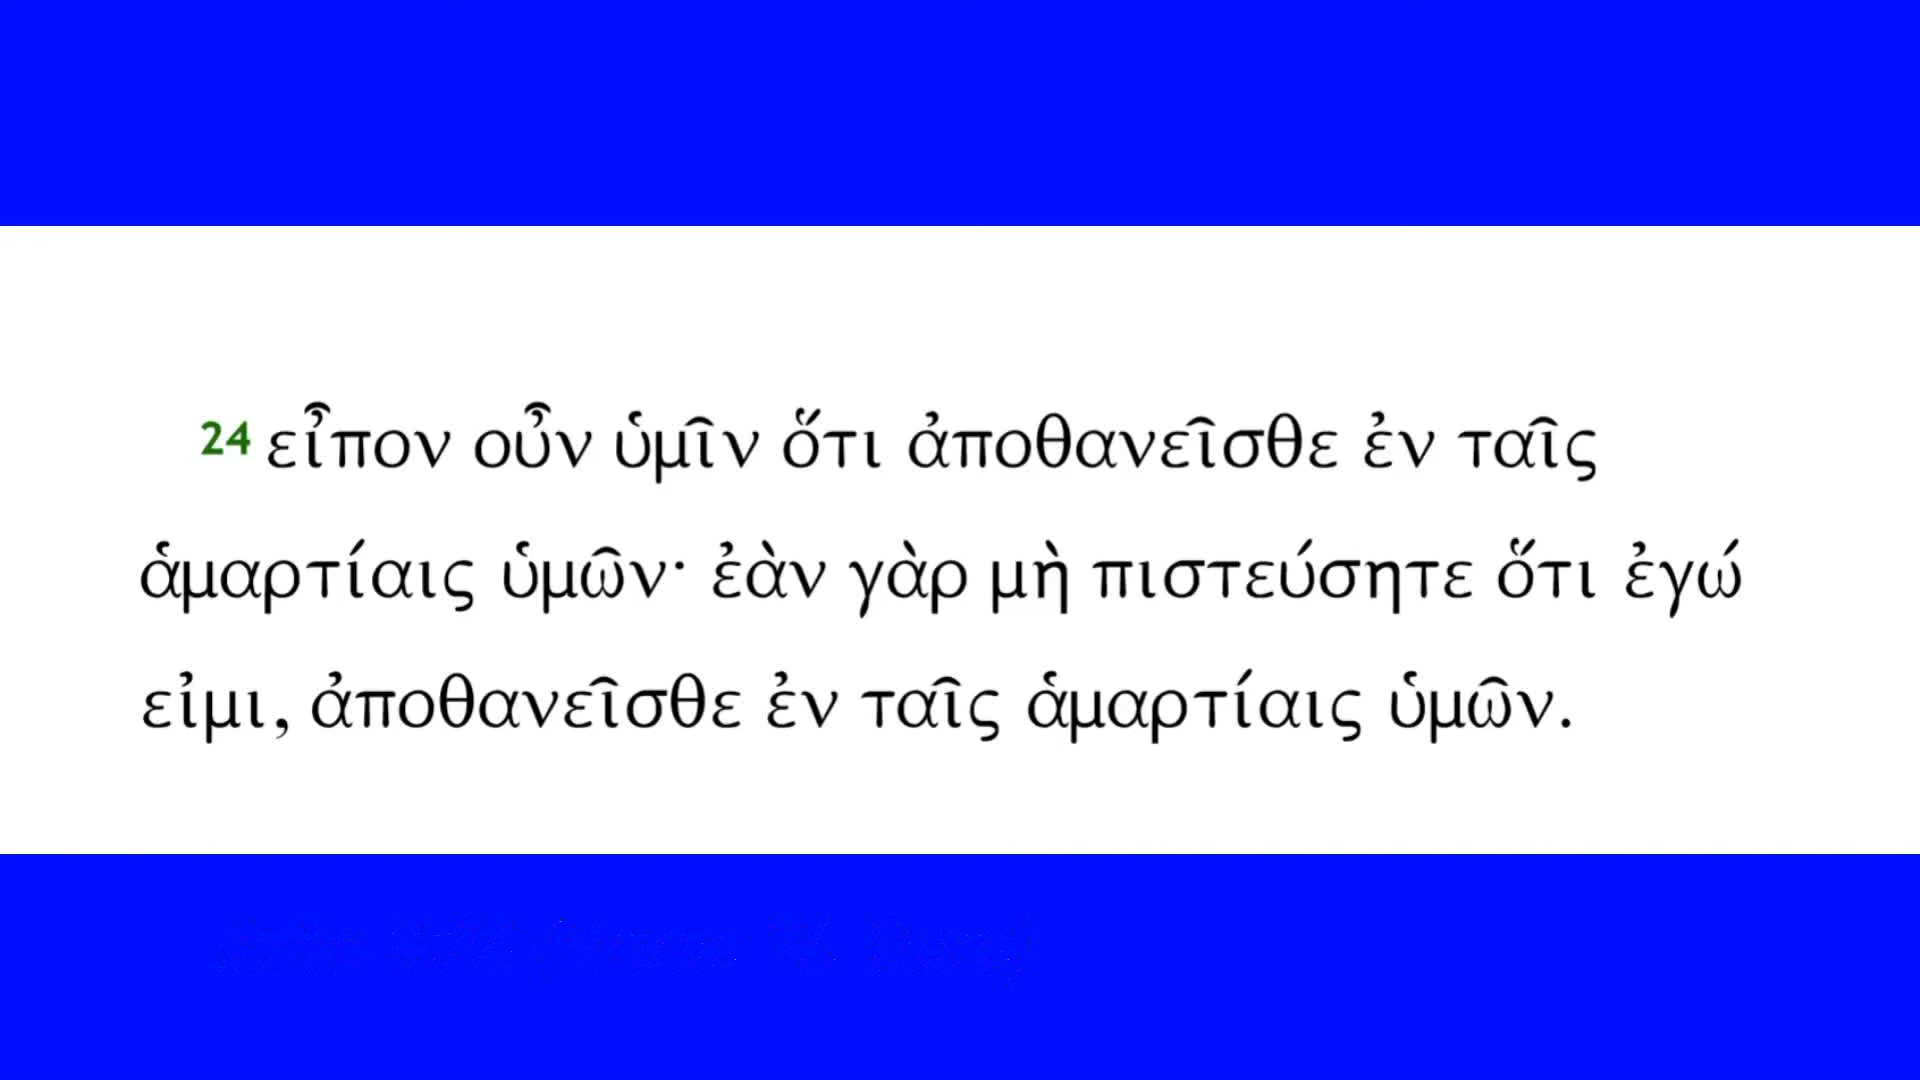 24 εἶπον οὖν ὑμῖν ὅτι ἀποθανεῖσθε ἐν ταῖς
ἁμαρτίαις ὑμῶν· ἐὰν γὰρ μὴ πιστεύσητε ὅτι ἐγώ
εἰμι, ἀποθανεῖσθε ἐν ταῖς ἁμαρτίαις ὑμῶν.